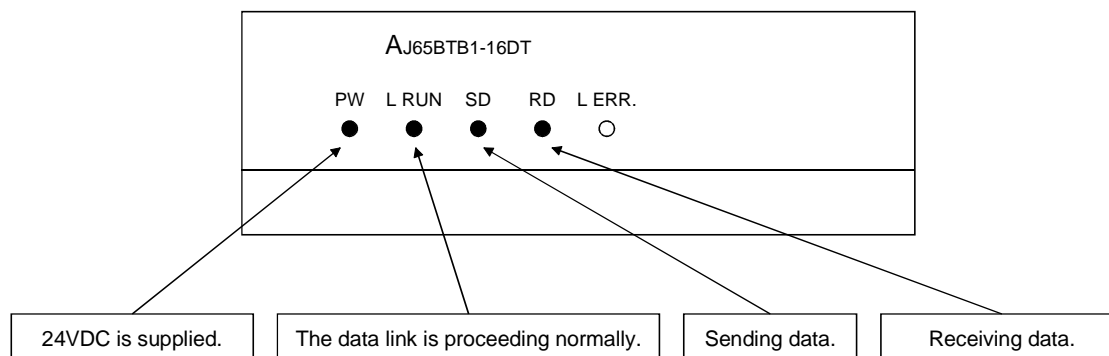 AJ65BTB1-16DT
PW L RUN SD RD L ERR.
24VDC is supplied. The data link is proceeding normally. Sending data. Receiving data.